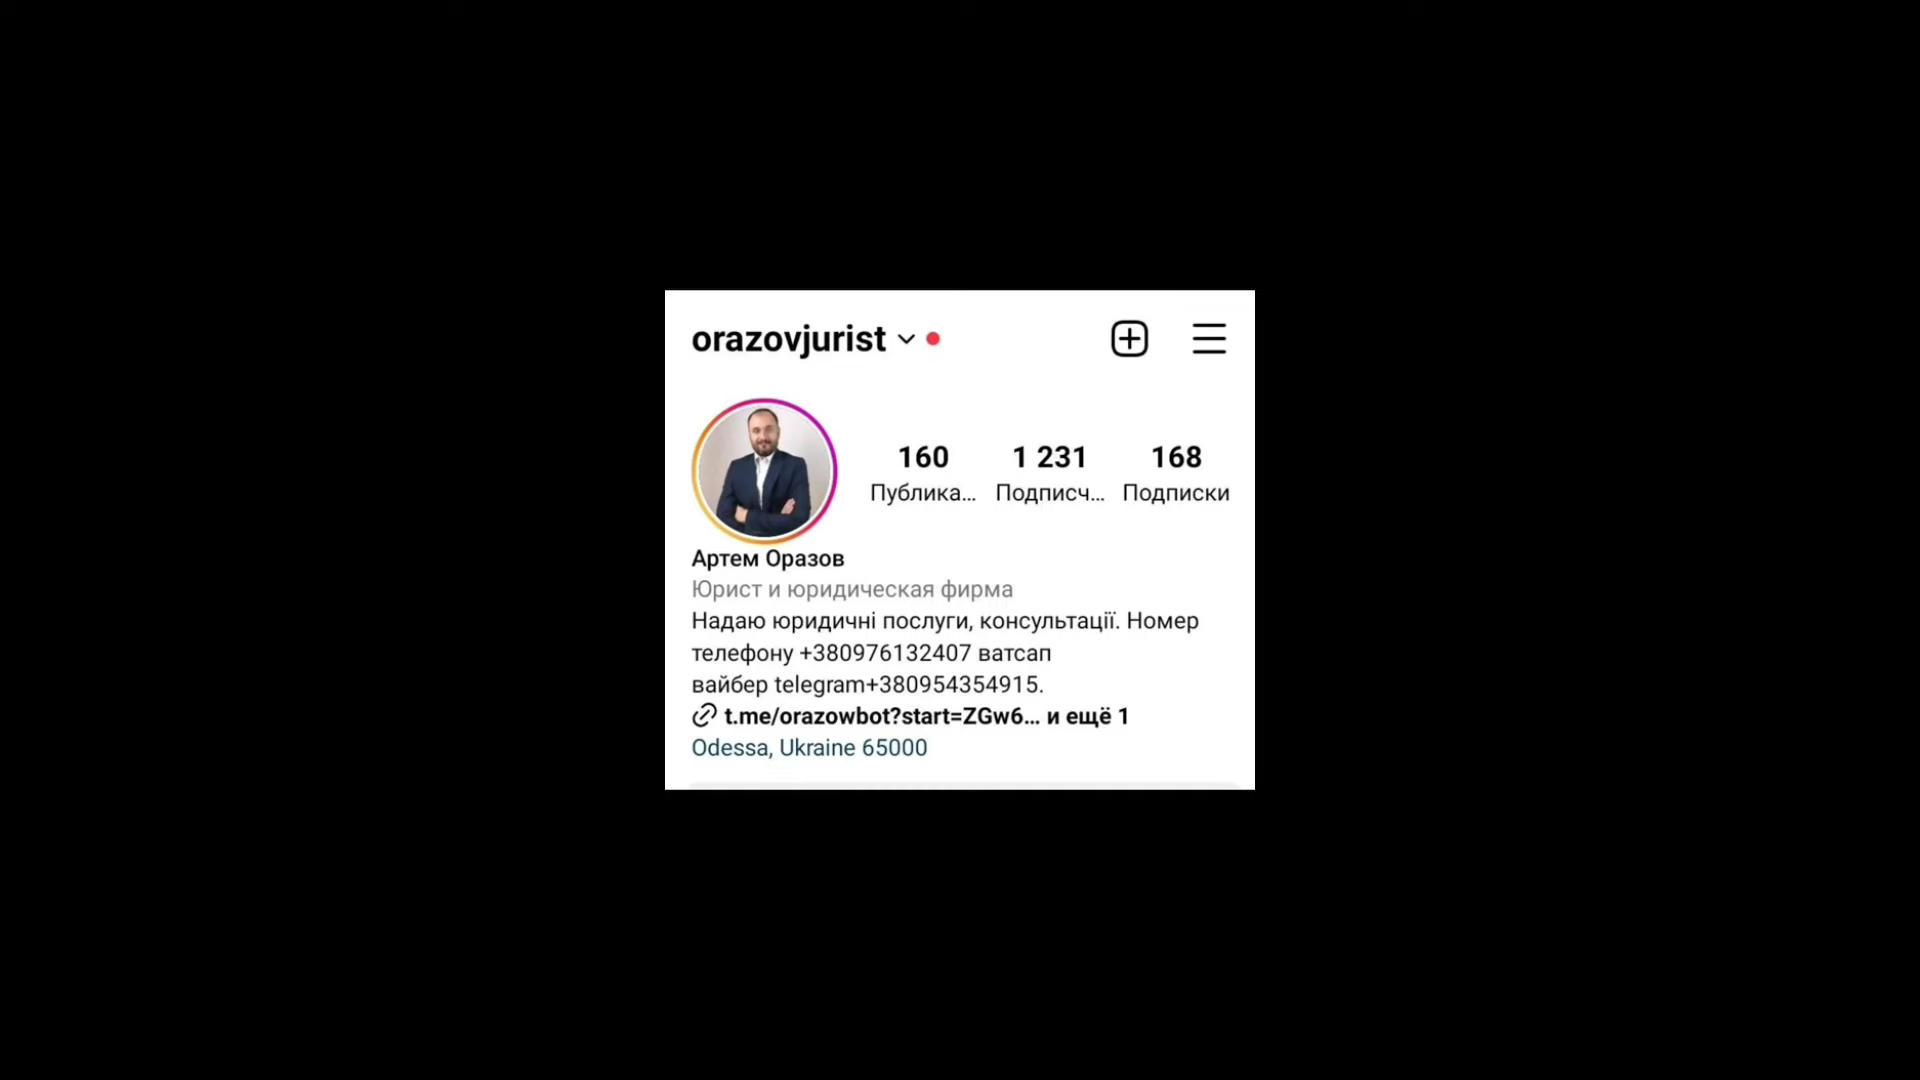 orazovjurist
160 1 231 168
Публика... Подписч... Подписки
Артем Оразов
Юрист и юридическая фирма
Надаю юридичні послуги, консультації. Номер
телефону +380976132407 ватсап
вайбер telegram+380954354915.
t.me/orazowbot?start=ZGw6... и ещё 1
Odessa, Ukraine 65000